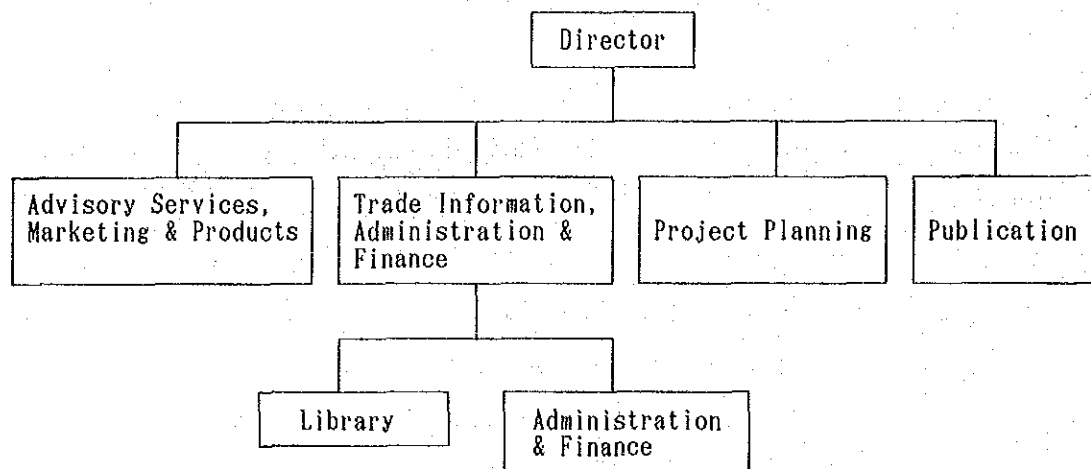 Director
Advisory Services,
Marketing & Products
Trade Information,
Administration &
Finance
Project Planning
Publication
Library
Administration
& Finance